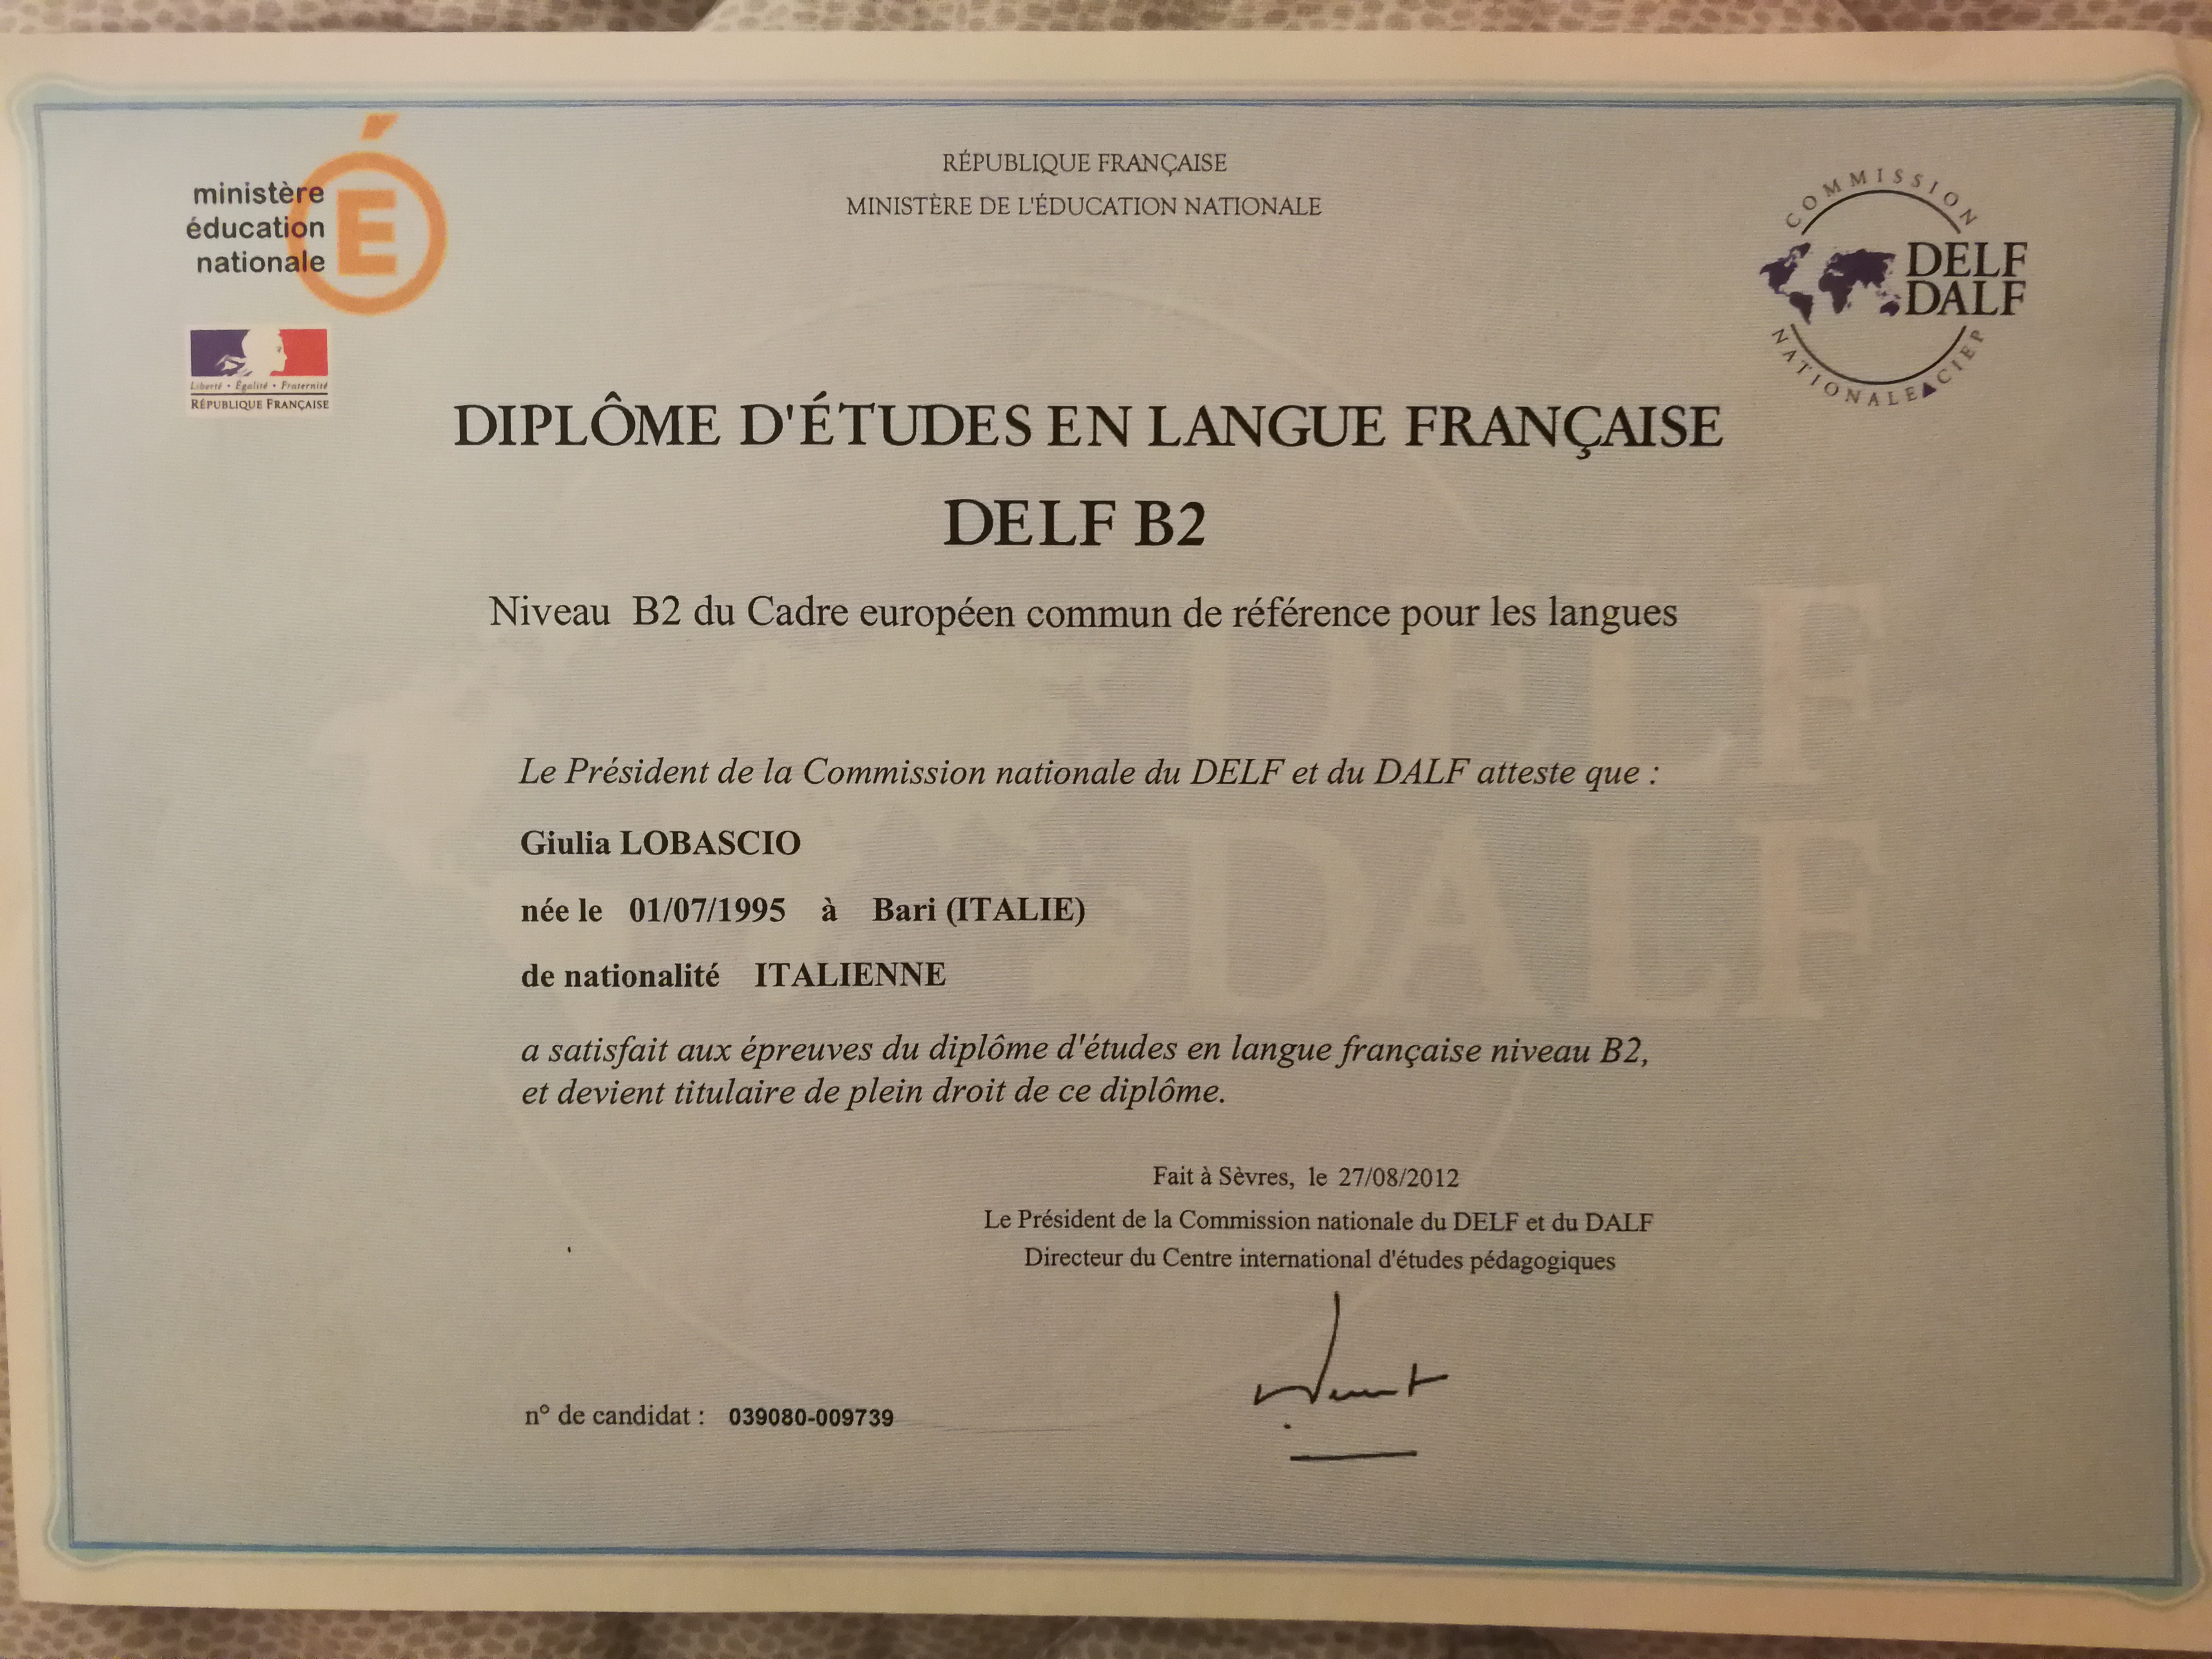 ministère
éducation
nationale
É
Liberté • Égalité • Fraternité
RÉPUBLIQUE FRANÇAISE
RÉPUBLIQUE FRANÇAISE
MINISTÈRE DE L'ÉDUCATION NATIONALE
COMMISSION
DELF
DALF
NATIONALE CIEP
DIPLÔME D'ÉTUDES EN LANGUE FRANÇAISE
DELF B2
Niveau B2 du Cadre européen commun de référence pour les langues
DELF
DALF
Le Président de la Commission nationale du DELF et du DALF atteste que :
Giulia LOBASCIO
née le 01/07/1995 à Bari (ITALIE)
de nationalité ITALIENNE
a satisfait aux épreuves du diplôme d'études en langue française niveau B2,
et devient titulaire de plein droit de ce diplôme.
Fait à Sèvres, le 27/08/2012
Le Président de la Commission nationale du DELF et du DALF
Directeur du Centre international d'études pédagogiques
n° de candidat : 039080-009739